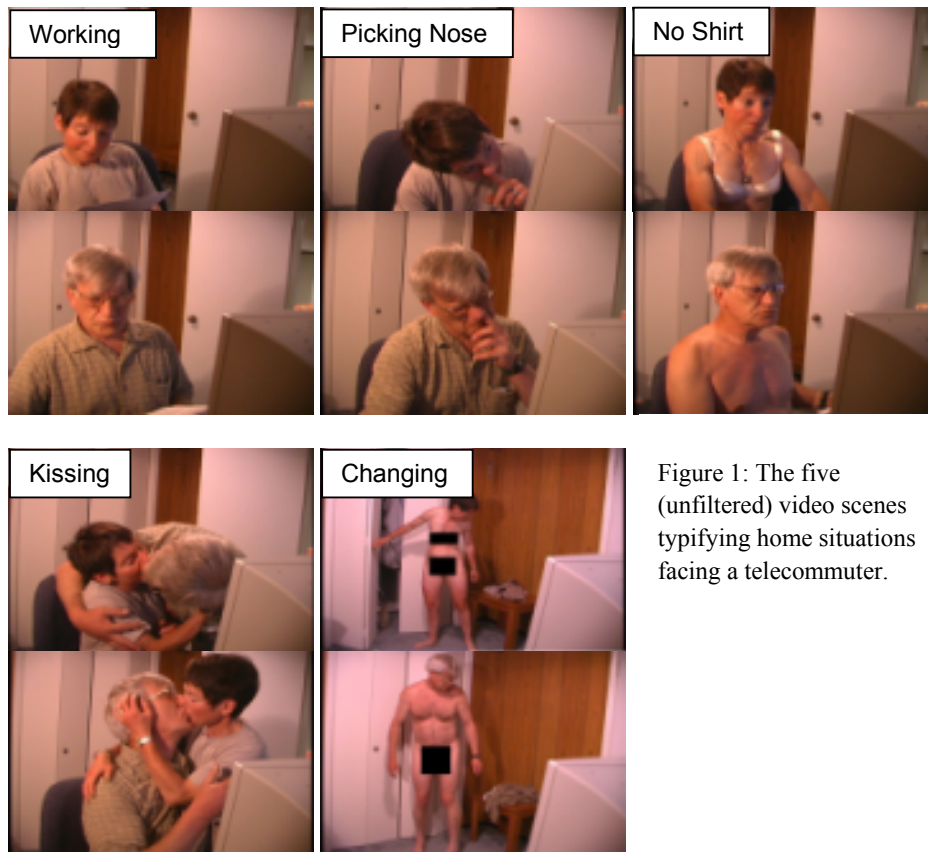 Working
Picking Nose
No Shirt
Kissing
Changing
Figure 1: The five
(unfiltered) video scenes
typifying home situations
facing a telecommuter.